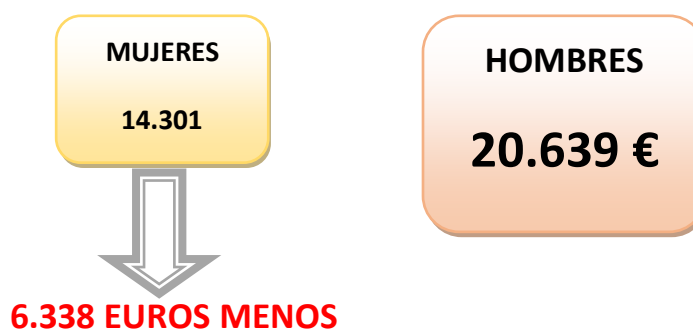 MUJERES
14.301
HOMBRES
20.639 €
6.338 EUROS MENOS